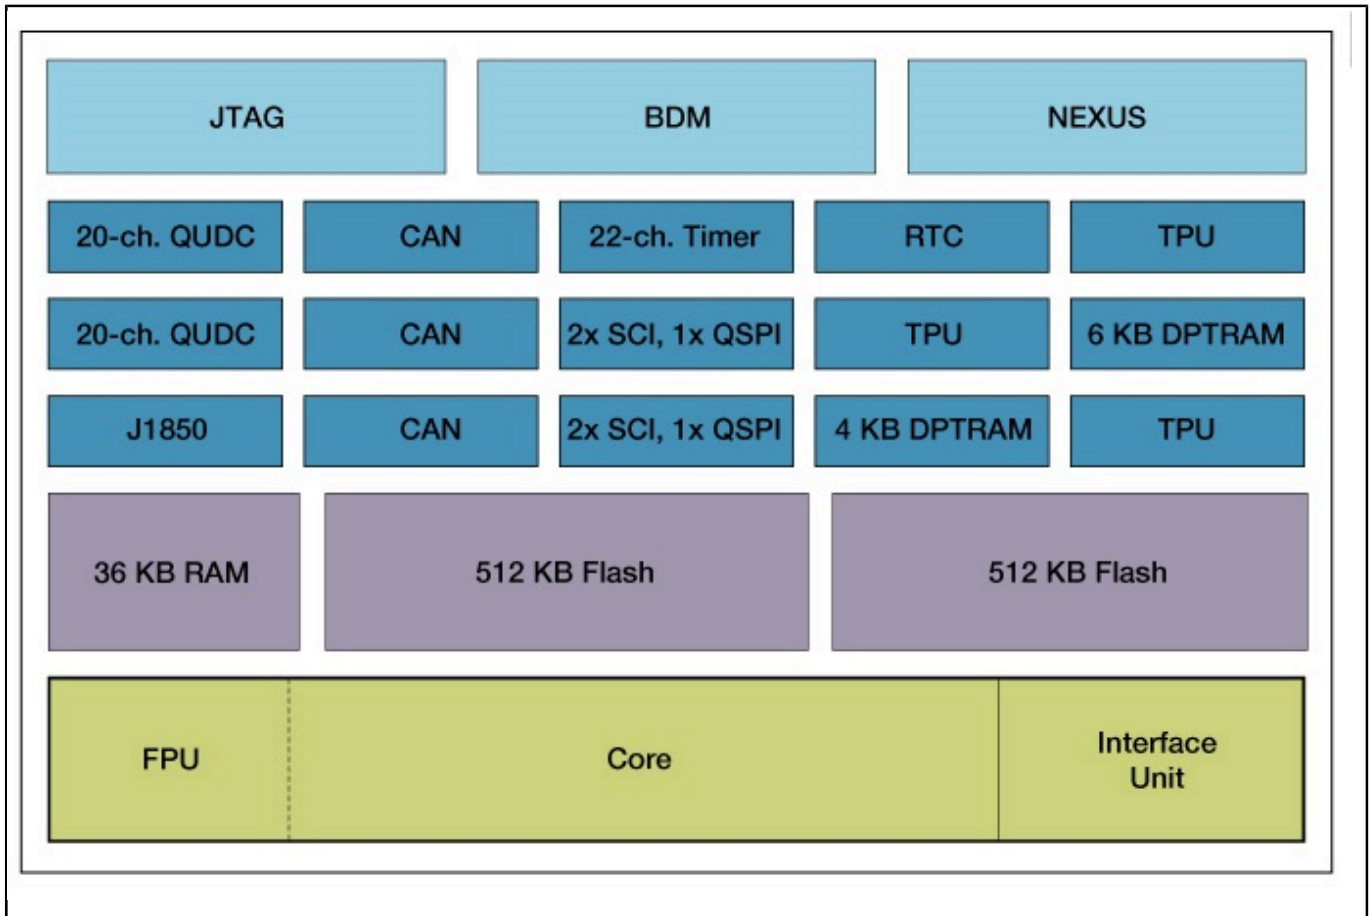 JTAG
BDM
NEXUS
20-ch. QUDC
CAN
22-ch. Timer
RTC
TPU
20-ch. QUDC
CAN
2x SCI, 1x QSPI
TPU
6 KB DPTRAM
J1850
CAN
2x SCI, 1x QSPI
4 KB DPTRAM
TPU
36 KB RAM
512 KB Flash
512 KB Flash
FPU
Core
Interface
Unit